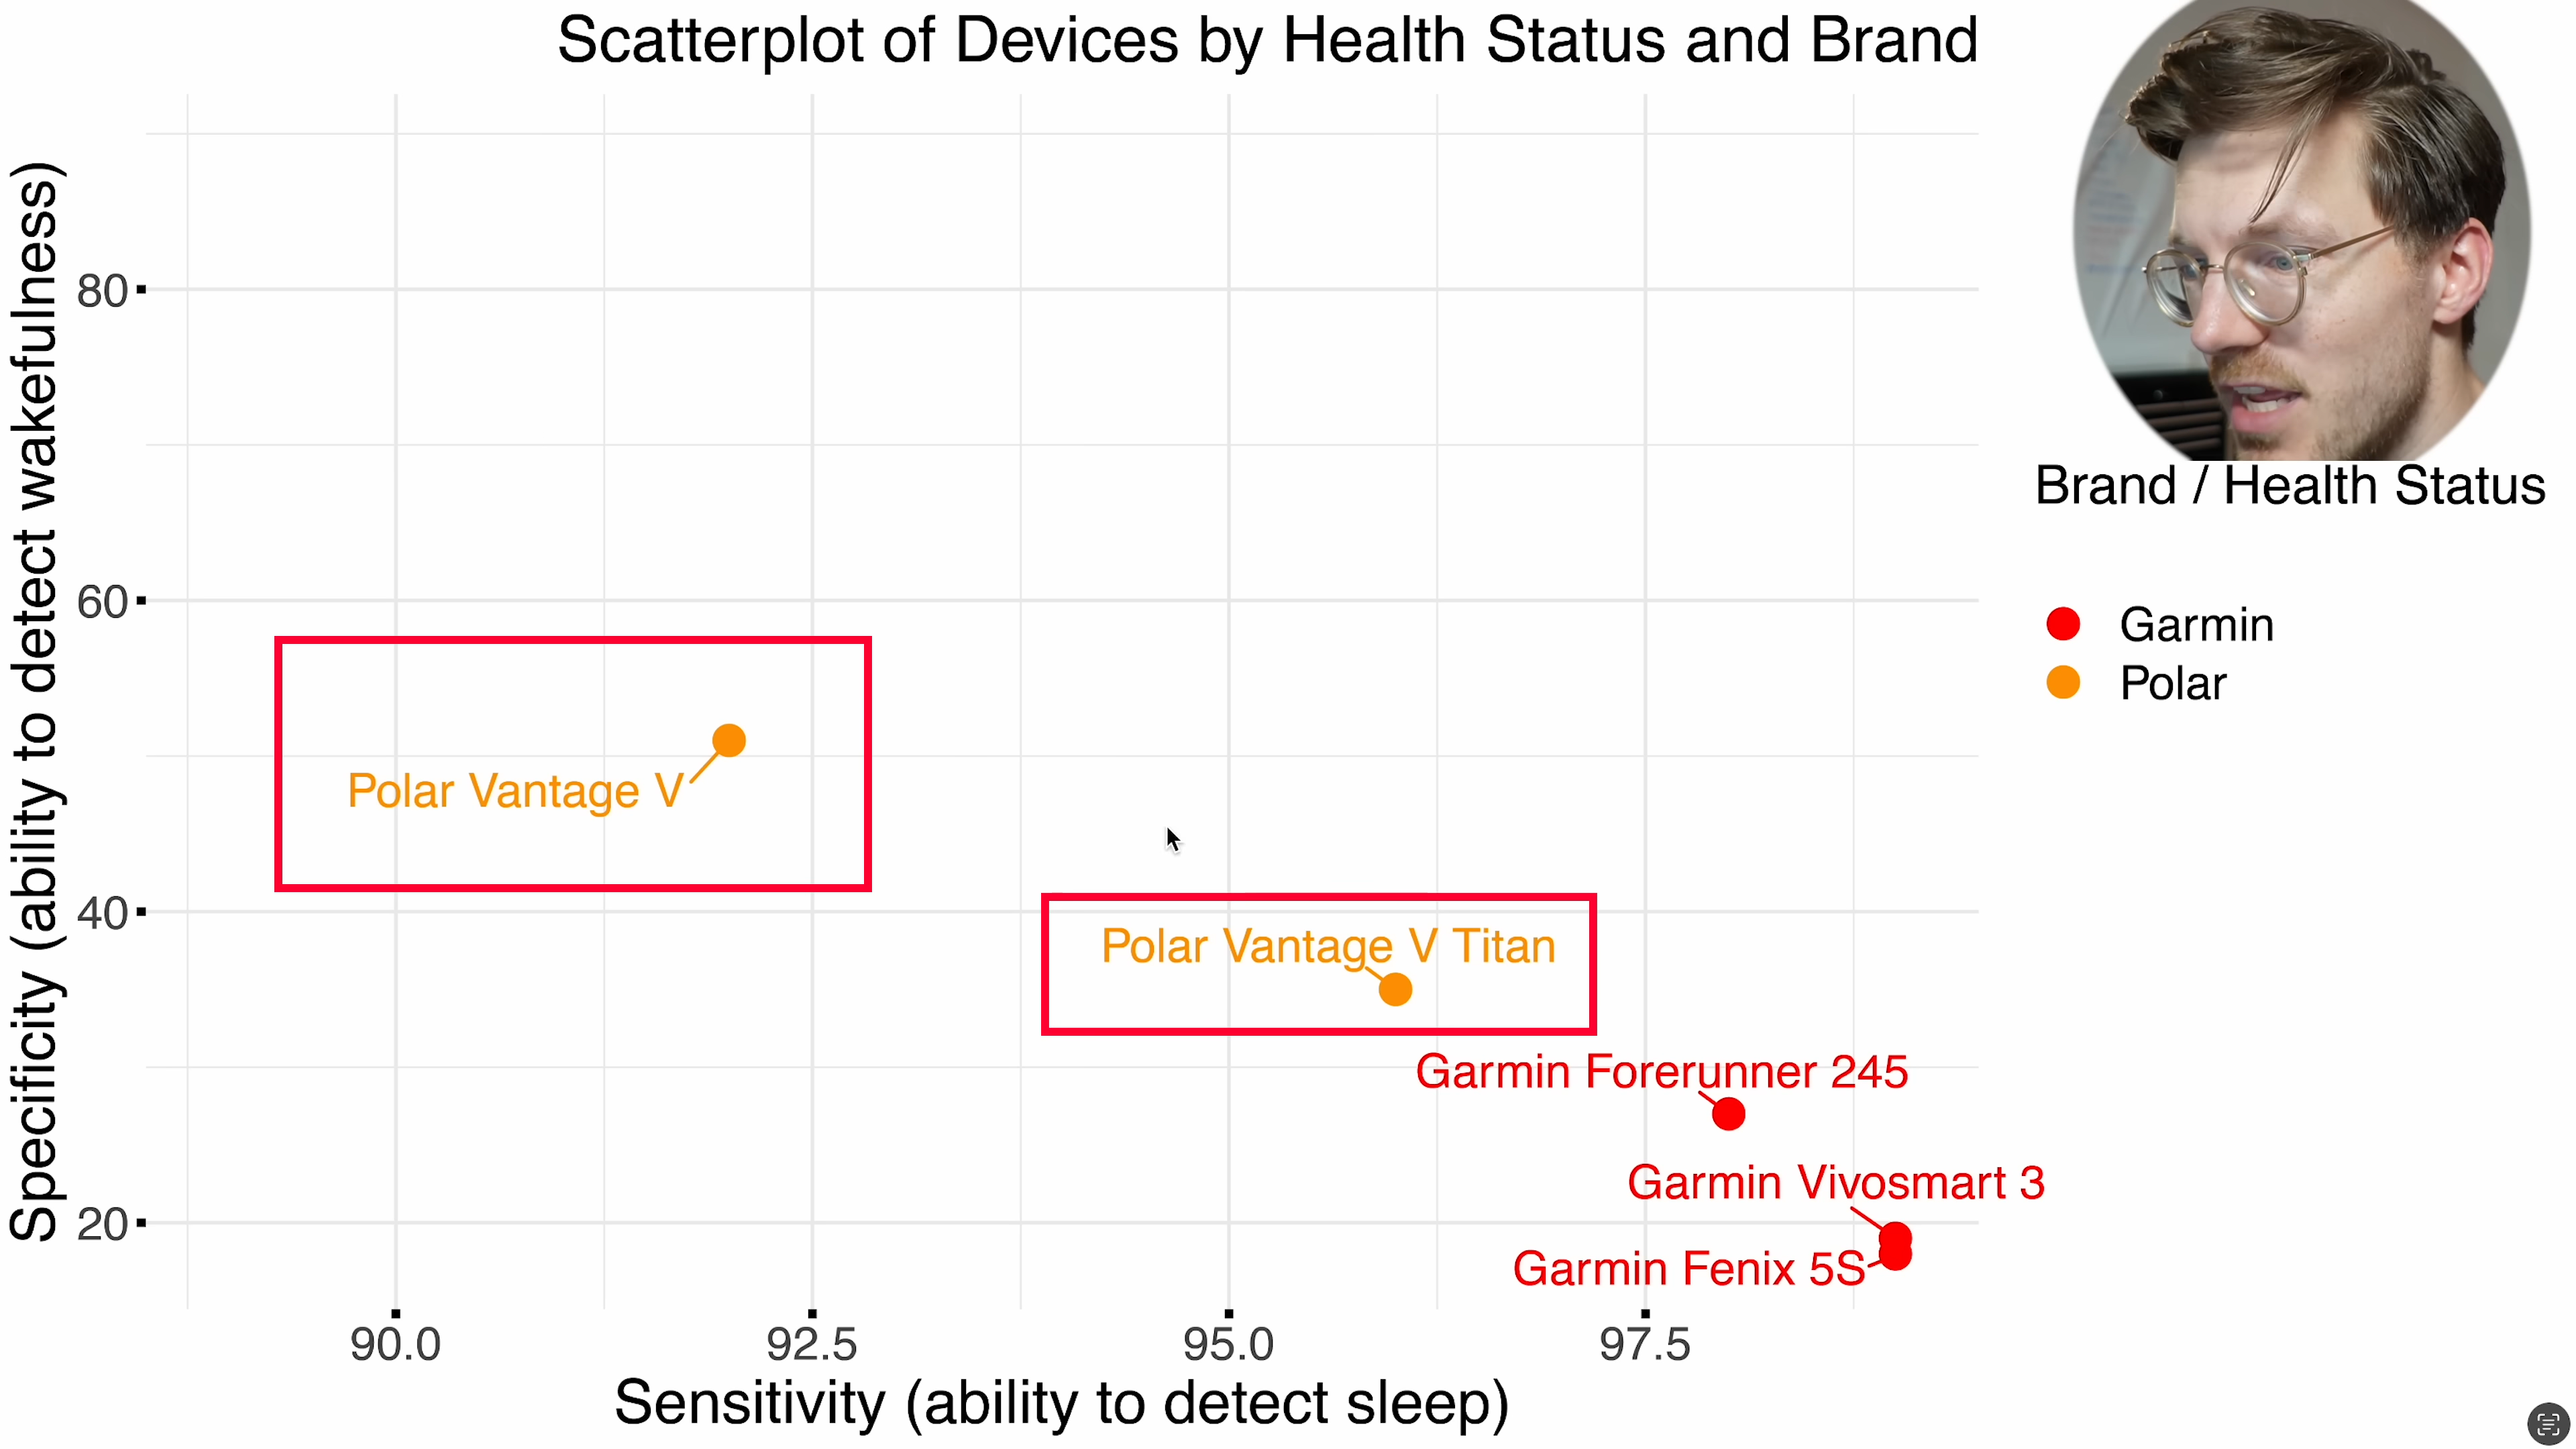 Scatterplot of Devices by Health Status and Brand
Specificity (ability to detect wakefulness)
80
60
40
20
Polar Vantage V
Polar Vantage V Titan
Garmin Forerunner 245
Garmin Vivosmart 3
Garmin Fenix 5S
90.0
92.5
95.0
97.5
Sensitivity (ability to detect sleep)
Brand / Health Status
Garmin
Polar